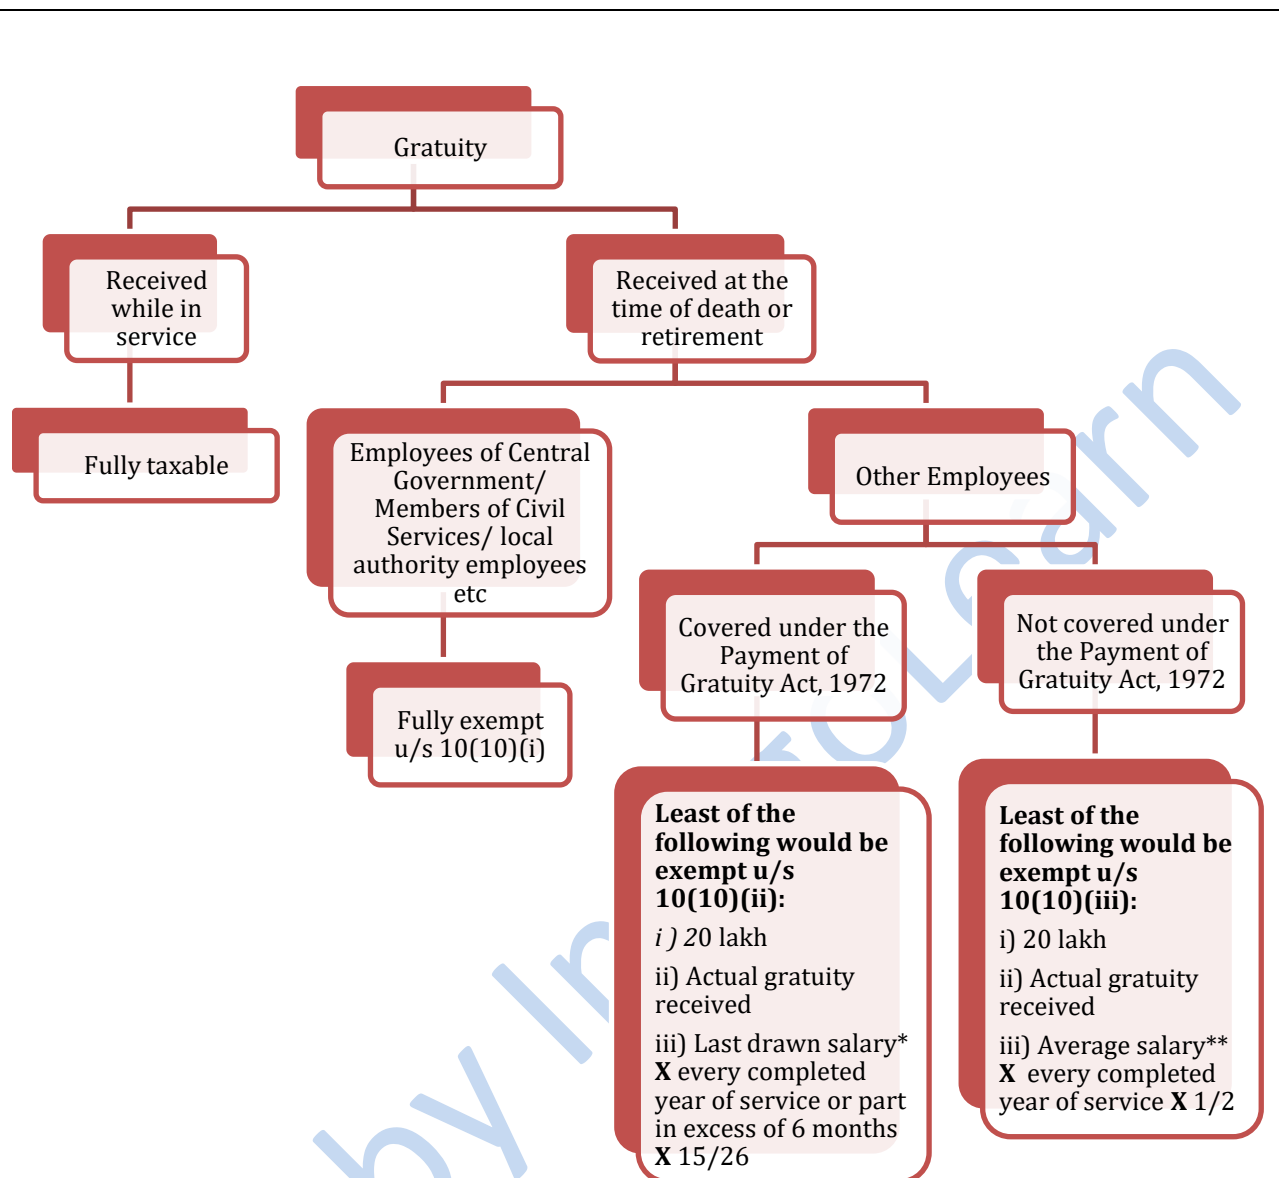 Gratuity
Received
while in
service
Received at the
time of death or
retirement
Fully taxable
Employees of Central
Government/
Members of Civil
Services/ local
authority employees
etc
Other Employees
Fully exempt
u/s 10(10)(i)
Covered under the
Payment of
Gratuity Act, 1972
Not covered under
the Payment of
Gratuity Act, 1972
Least of the
following would be
exempt u/s
10(10)(ii):
i ) 20 lakh
ii) Actual gratuity
received
iii) Last drawn salary*
X every completed
year of service or part
in excess of 6 months
X 15/26
Least of the
following would be
exempt u/s
10(10)(iii):
i) 20 lakh
ii) Actual gratuity
received
iii) Average salary**
X every completed
year of service X 1/2